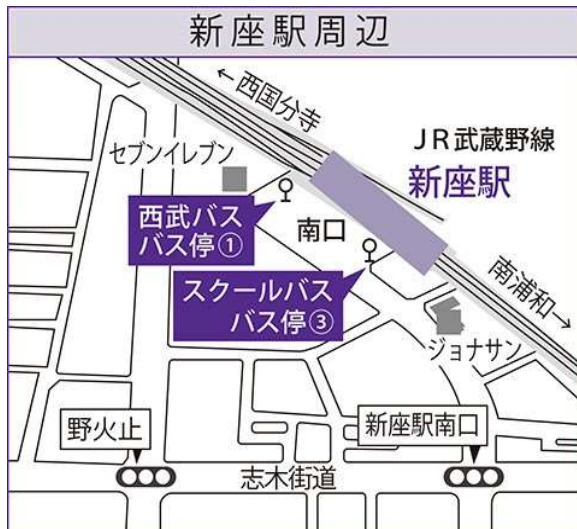 新座駅周辺
←西国分寺
JR武蔵野線
新座駅
セブンイレブン
西武バス
バス停①
南口
スクールバス
バス停③
南浦和→
ジョナサン
野火止
新座駅南口
志木街道